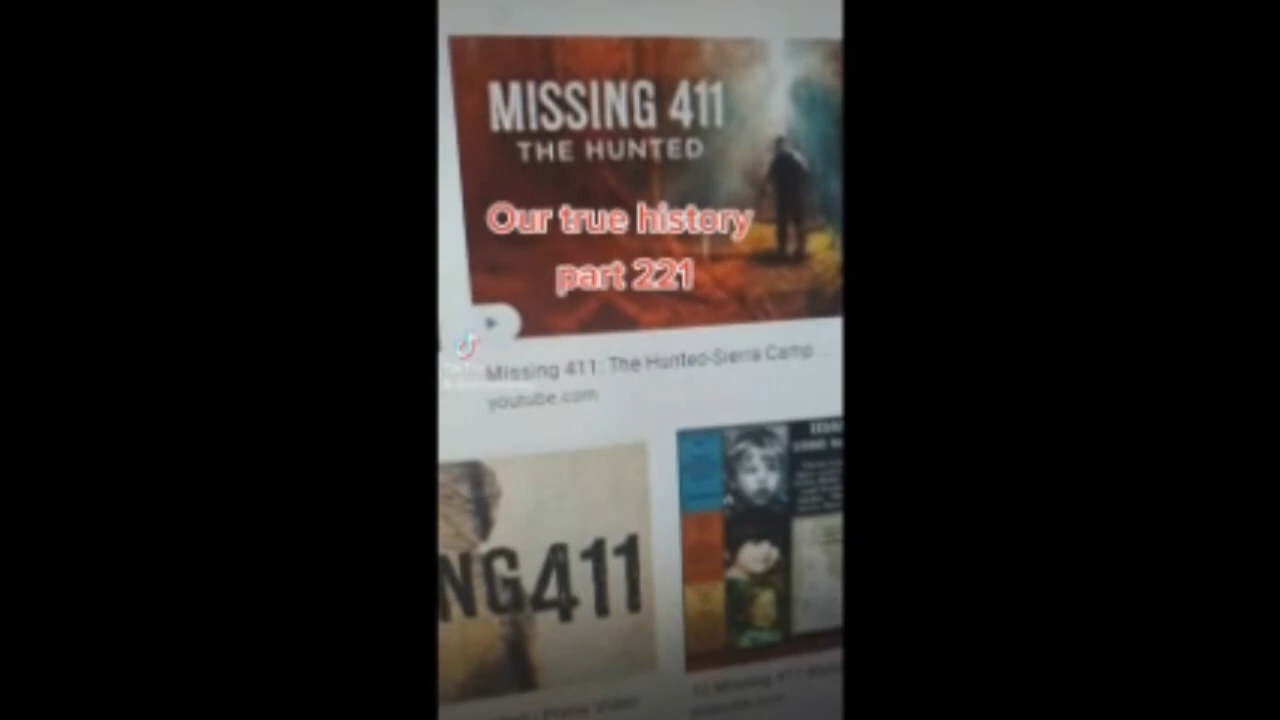 MISSING 411
THE HUNTED
Our true history
part 221
Missing 411: The Hunted-Sierra Camp ...
youtube.com
NG411